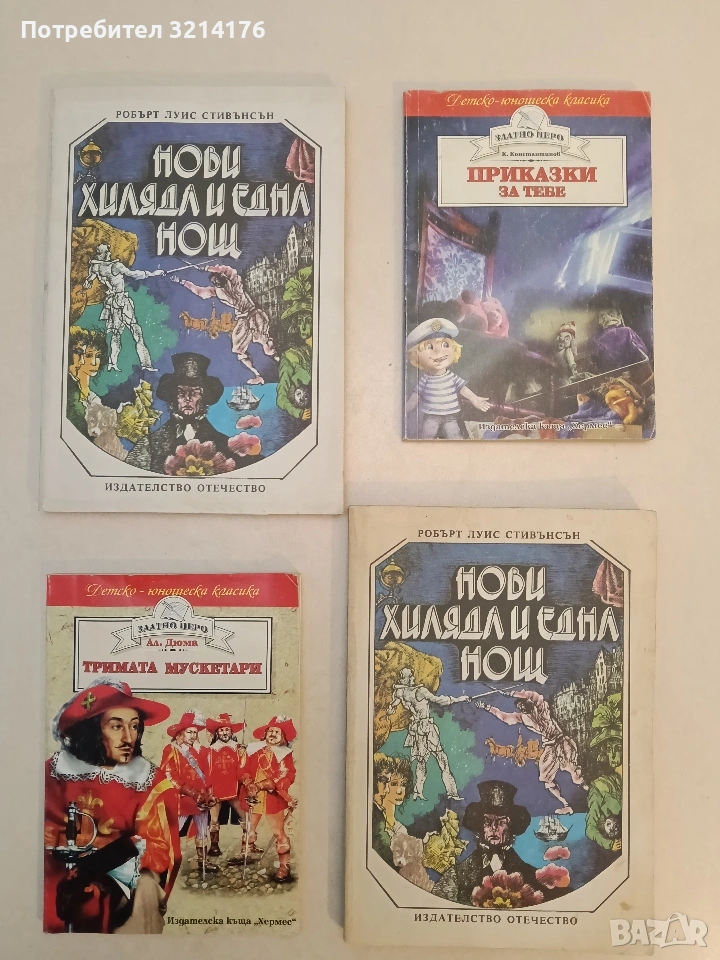 Потребител 3214176
РОБЪРТ ЛУИС СТИВЪНСЪН
НОВИ
ХИЛЯДА И ЕДНА
НОЩ
ИЗДАТЕЛСТВО ОТЕЧЕСТВО
Детско-юношеска класика
ЗЛАТНО ПЕРО
К. Константинов
ПРИКАЗКИ
ЗА ТЕБЕ
Издателска къща „Хермес“
Детско-юношеска класика
ЗЛАТНО ПЕРО
Ал. Дюма
ТРИМАТА МУСКЕТАРИ
Издателска къща „Хермес“
РОБЪРТ ЛУИС СТИВЪНСЪН
НОВИ
ХИЛЯДА И ЕДНА
НОЩ
ИЗДАТЕЛСТВО ОТЕЧЕСТВО
BAZAR